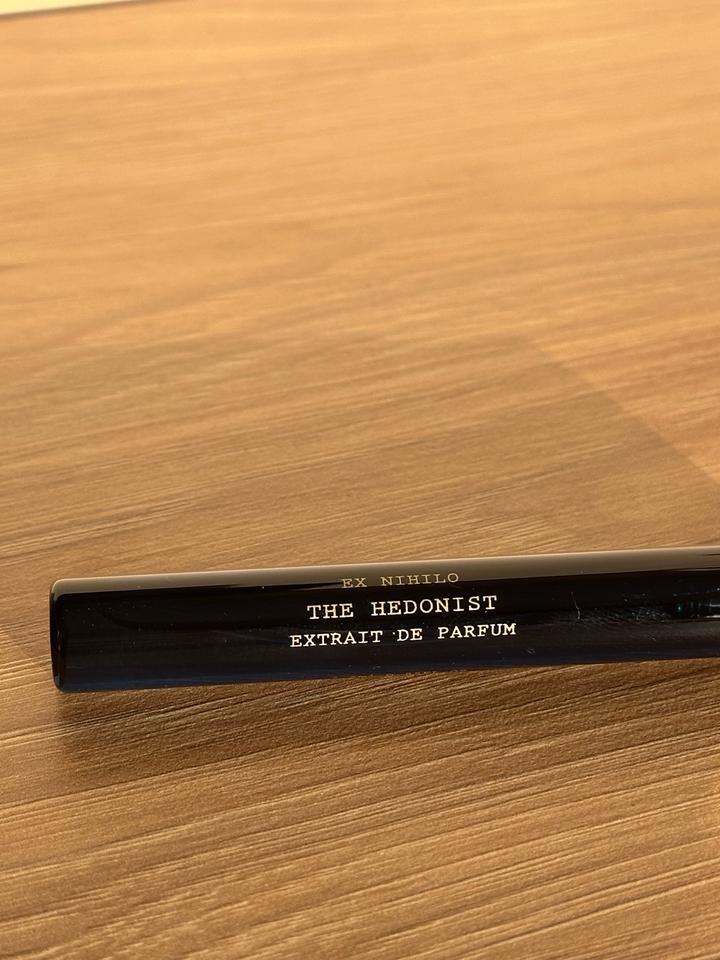 EX NIHILO
THE HEDONIST
EXTRAIT DE PARFUM